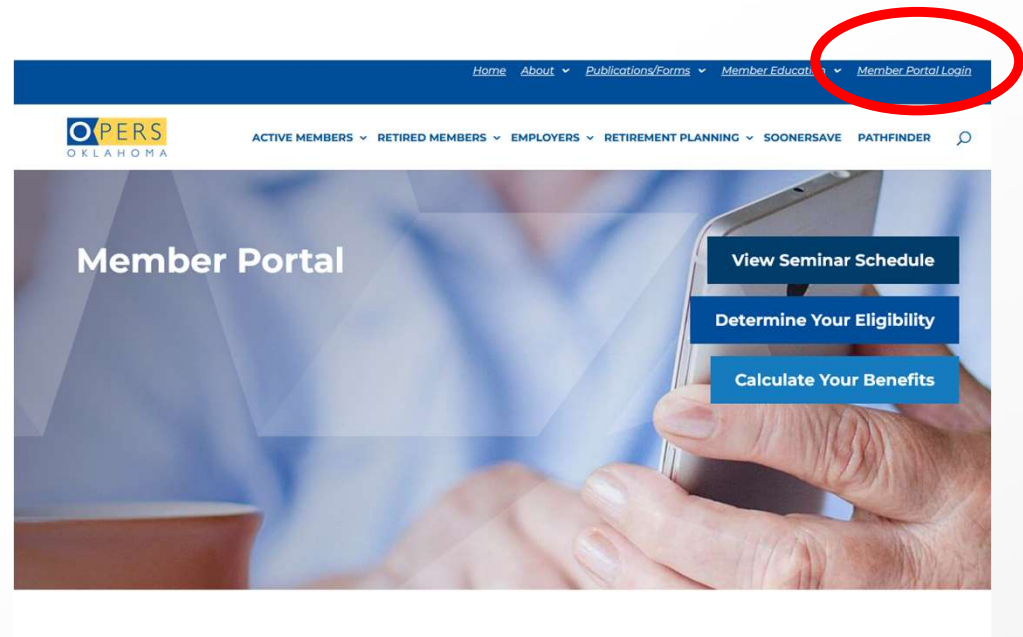 Home About Publications/Forms Member Education Member Portal Login
OPERS
OKLAHOMA
ACTIVE MEMBERS RETIRED MEMBERS EMPLOYERS RETIREMENT PLANNING SOONERSAVE PATHFINDER
Member Portal
View Seminar Schedule
Determine Your Eligibility
Calculate Your Benefits